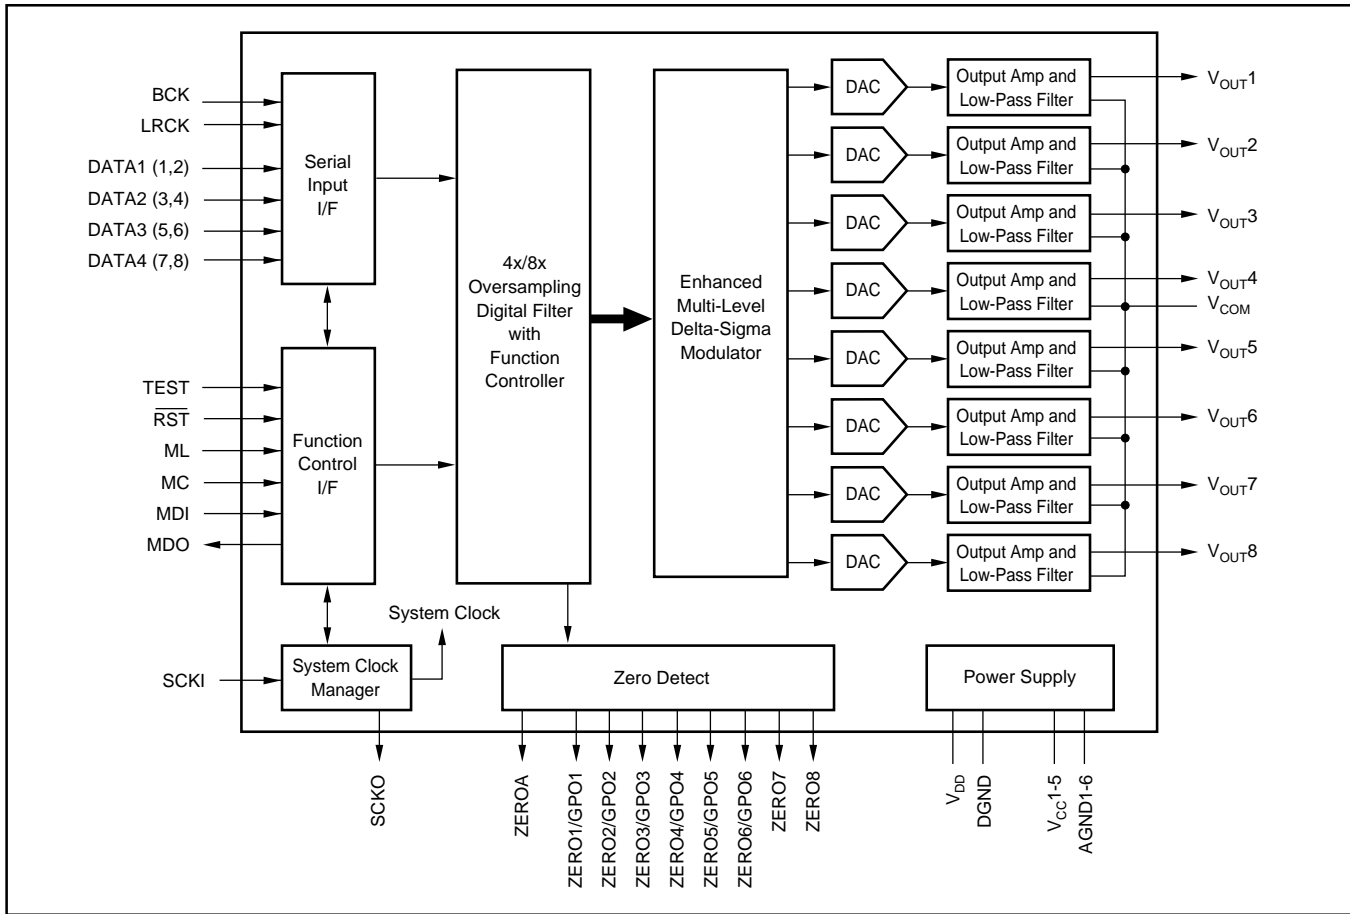 BCK
LRCK
DATA1 (1,2)
DATA2 (3,4)
DATA3 (5,6)
DATA4 (7,8)
TEST
RST
ML
MC
MDI
MDO
SCKI
Serial
Input
I/F
Function
Control
I/F
System Clock
Manager
System Clock
4x/8x
Oversampling
Digital Filter
with
Function
Controller
Enhanced
Multi-Level
Delta-Sigma
Modulator
DAC
Output Amp and
Low-Pass Filter
VOUT1
DAC
Output Amp and
Low-Pass Filter
VOUT2
DAC
Output Amp and
Low-Pass Filter
VOUT3
DAC
Output Amp and
Low-Pass Filter
VOUT4
VCOM
DAC
Output Amp and
Low-Pass Filter
VOUT5
DAC
Output Amp and
Low-Pass Filter
VOUT6
DAC
Output Amp and
Low-Pass Filter
VOUT7
DAC
Output Amp and
Low-Pass Filter
VOUT8
Zero Detect
Power Supply
SCKO
ZEROA
ZERO1/GPO1
ZERO2/GPO2
ZERO3/GPO3
ZERO4/GPO4
ZERO5/GPO5
ZERO6/GPO6
ZERO7
ZERO8
VDD
DGND
VCC1-5
AGND1-6